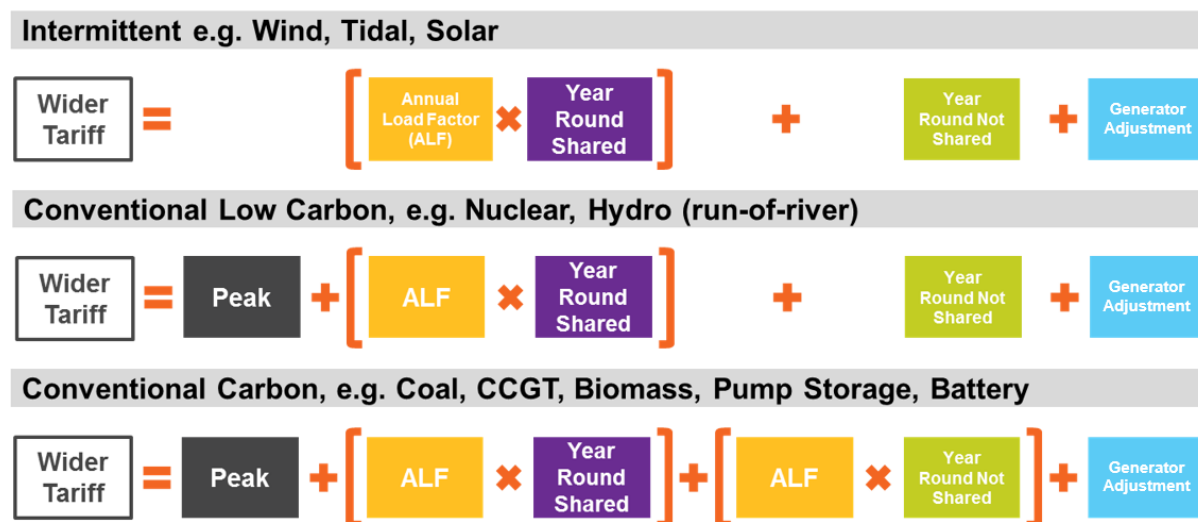 Intermittent e.g. Wind, Tidal, Solar
Wider
Tariff
=
[
Annual
Load Factor
(ALF)
×
Year
Round
Shared
]
+
Year
Round Not
Shared
+
Generator
Adjustment
Conventional Low Carbon, e.g. Nuclear, Hydro (run-of-river)
Wider
Tariff
=
Peak
+
[
ALF
×
Year
Round
Shared
]
+
Year
Round Not
Shared
+
Generator
Adjustment
Conventional Carbon, e.g. Coal, CCGT, Biomass, Pump Storage, Battery
Wider
Tariff
=
Peak
+
[
ALF
×
Year
Round
Shared
]
+
[
ALF
×
Year
Round Not
Shared
]
+
Generator
Adjustment